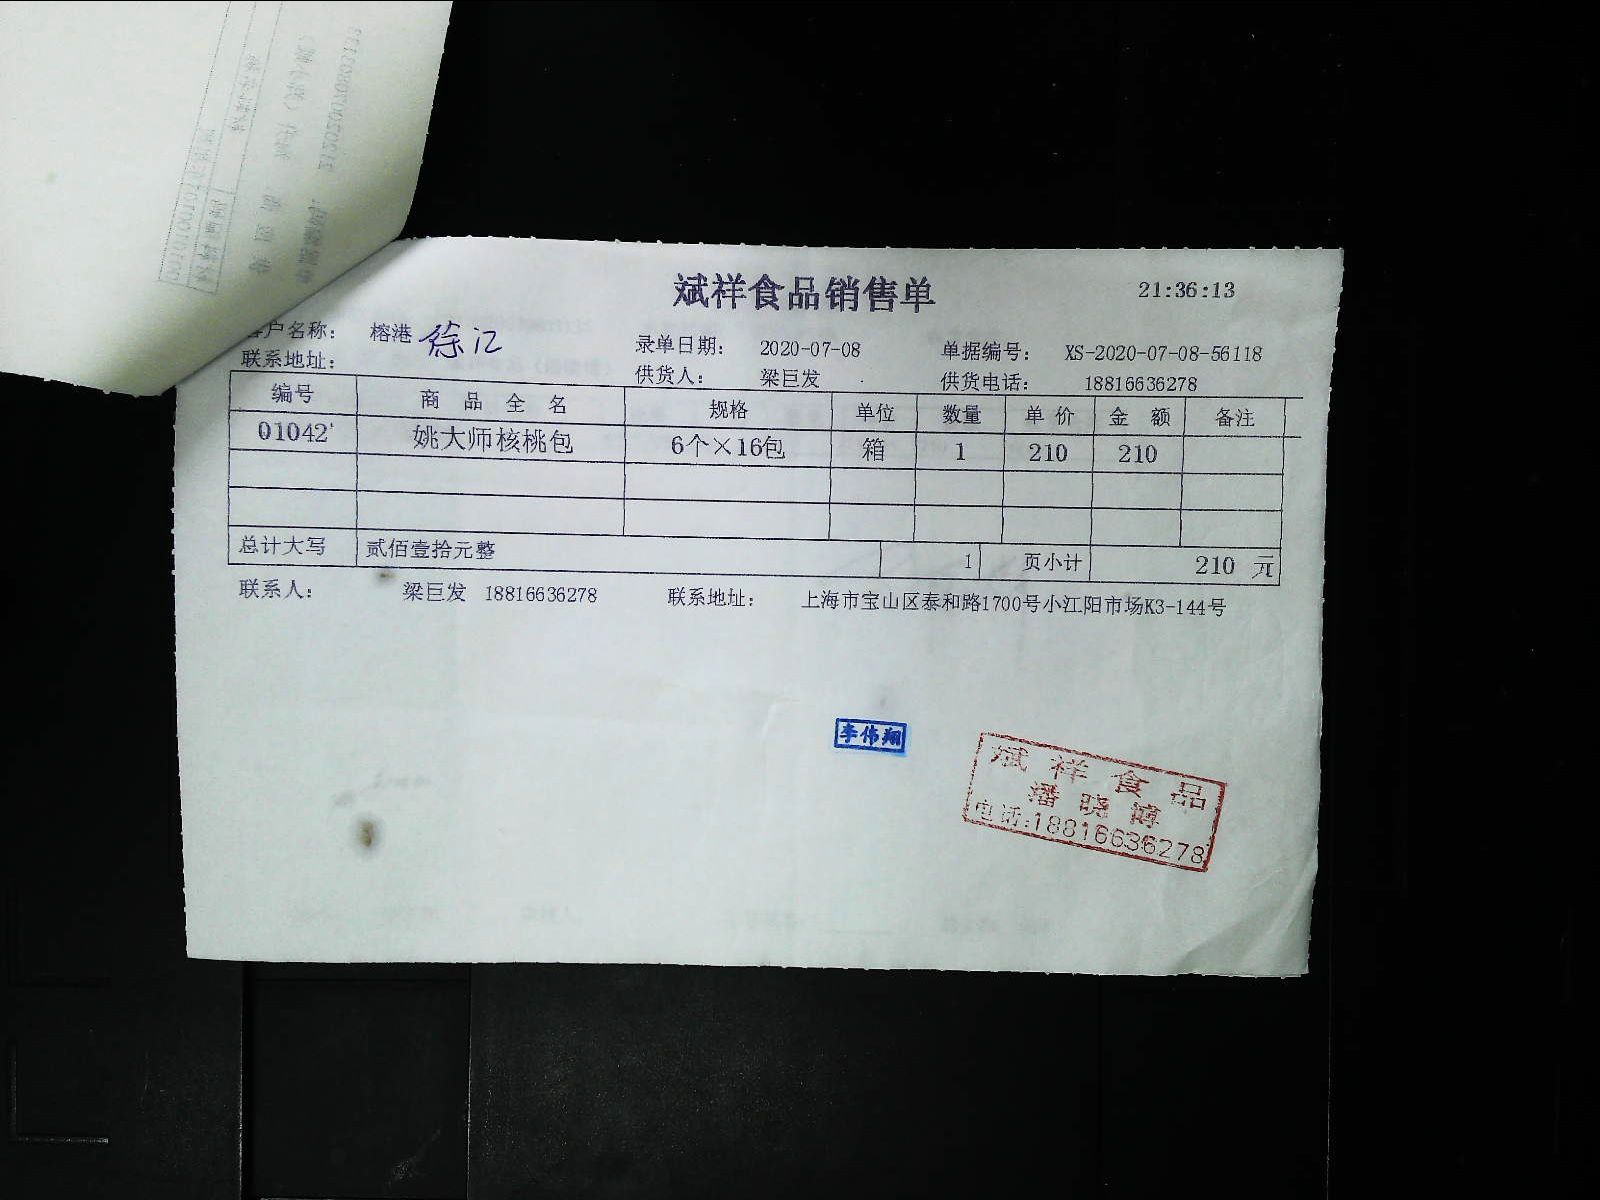 斌祥食品销售单
21:36:13
客户名称： 榕港 徐汇
录单日期： 2020-07-08 单据编号： XS-2020-07-08-56118
联系地址：
供货人： 梁巨发 供货电话： 18816636278
编号 商品全名 规格 单位 数量 单价 金额 备注
01042 姚大师核桃包 6个×16包 箱 1 210 210
总计大写 贰佰壹拾元整 1 页小计 210 元
联系人： 梁巨发 18816636278 联系地址： 上海市宝山区泰和路1700号小江阳市场K3-144号
李伟翔
斌祥食品
潘晓博
电话:18816636278